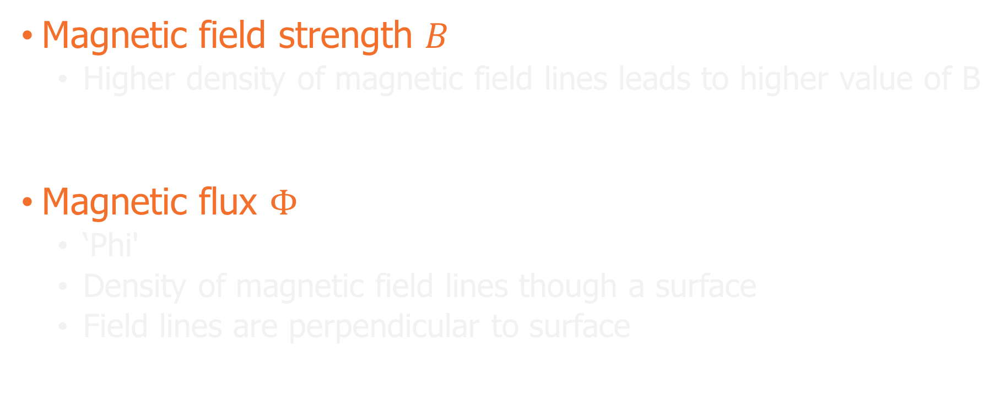 • Magnetic field strength B
• Higher density of magnetic field lines leads to higher value of B
• Magnetic flux Φ
• ‘Phi'
• Density of magnetic field lines though a surface
• Field lines are perpendicular to surface